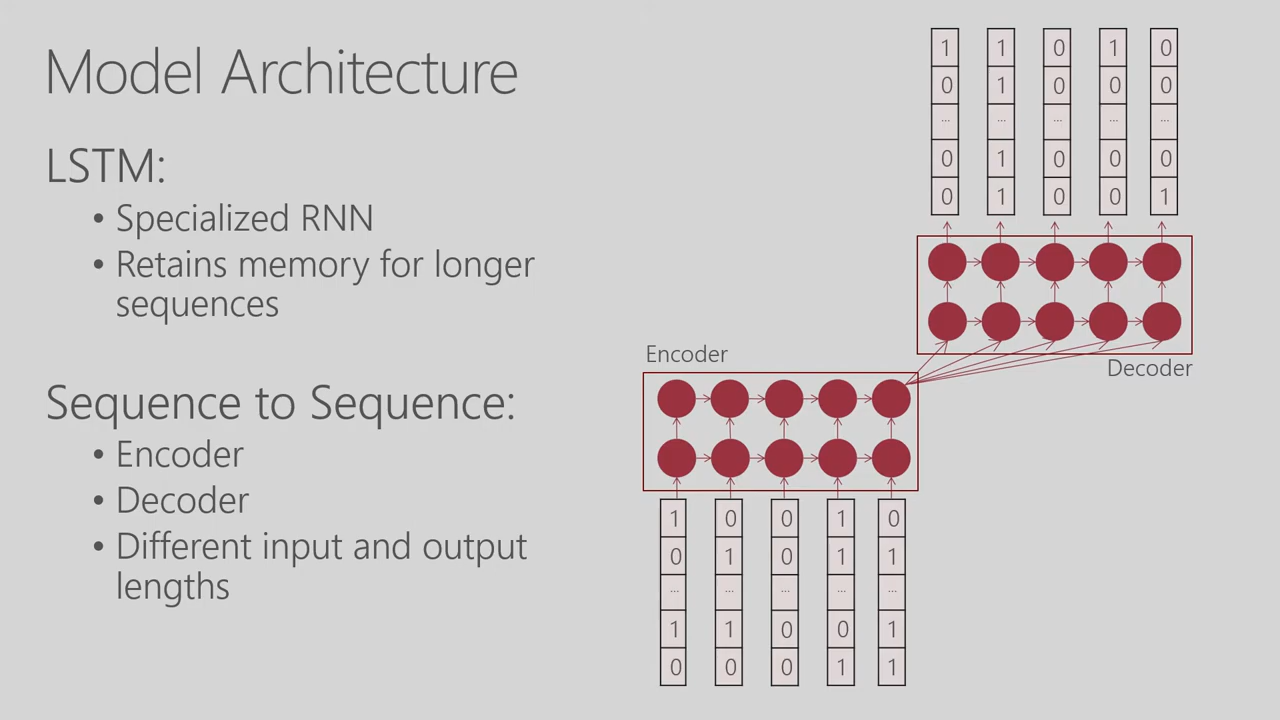 Model Architecture
LSTM:
• Specialized RNN
• Retains memory for longer
sequences
Sequence to Sequence:
• Encoder
• Decoder
• Different input and output
lengths
1 1 0 1 0
0 1 0 0 0
... ... ... ... ...
0 1 0 0 0
0 1 0 0 1
Decoder
Encoder
1 0 0 1 0
0 1 0 1 1
... ... ... ... ...
1 1 0 0 1
0 0 0 1 1